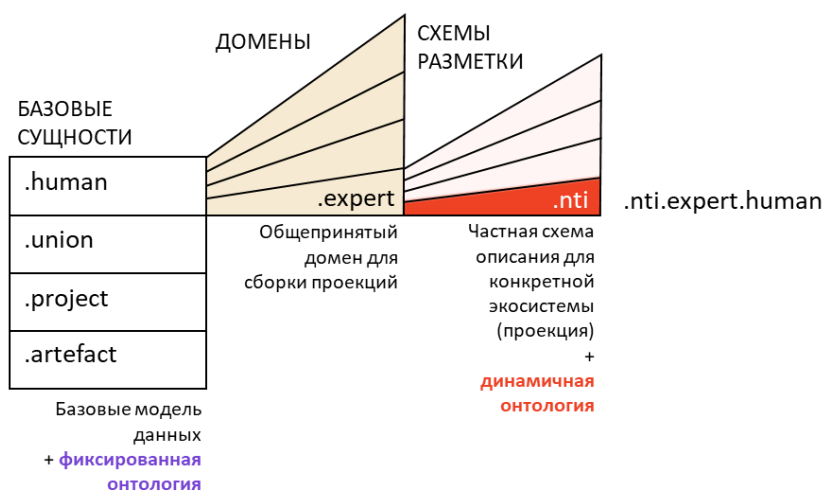 ДОМЕНЫ
СХЕМЫ
РАЗМЕТКИ
БАЗОВЫЕ
СУЩНОСТИ
.human
.expert
.nti
.nti.expert.human
.union
.project
.artefact
Общепринятый
домен для
сборки проекций
Частная схема
описания для
конкретной
экосистемы
(проекция)
+
динамичная
онтология
Базовые модель
данных
+ фиксированная
онтология